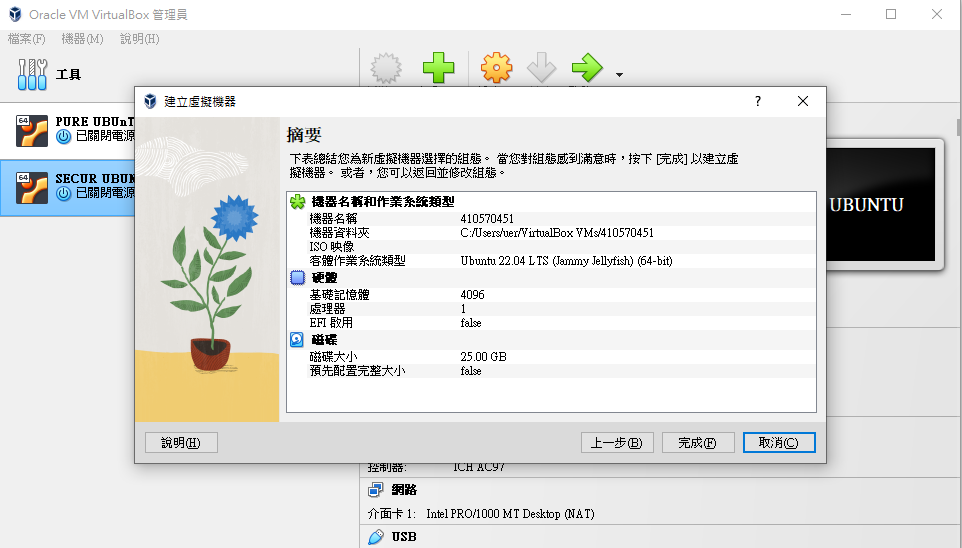 Oracle VM VirtualBox 管理員
檔案(F) 機器(M) 說明(H)
工具
64 PURE UBUnT
已關閉電源
64 SECUR UBUN
已關閉電源
UBUNTU
建立虛擬機器
?
摘要
下表總結您為新虛擬機器選擇的組態。 當您對組態感到滿意時，按下 [完成] 以建立虛
擬機器。 或者，您可以返回並修改組態。
機器名稱和作業系統類型
機器名稱 410570451
機器資料夾 C:/Users/uer/VirtualBox VMs/410570451
ISO 映像
客體作業系統類型 Ubuntu 22.04 LTS (Jammy Jellyfish) (64-bit)
硬體
基礎記憶體 4096
處理器 1
EFI 啟用 false
磁碟
磁碟大小 25.00 GB
預先配置完整大小 false
說明(H) 上一步(B) 完成(F) 取消(C)
控制器: ICH AC97
網路
介面卡 1: Intel PRO/1000 MT Desktop (NAT)
USB